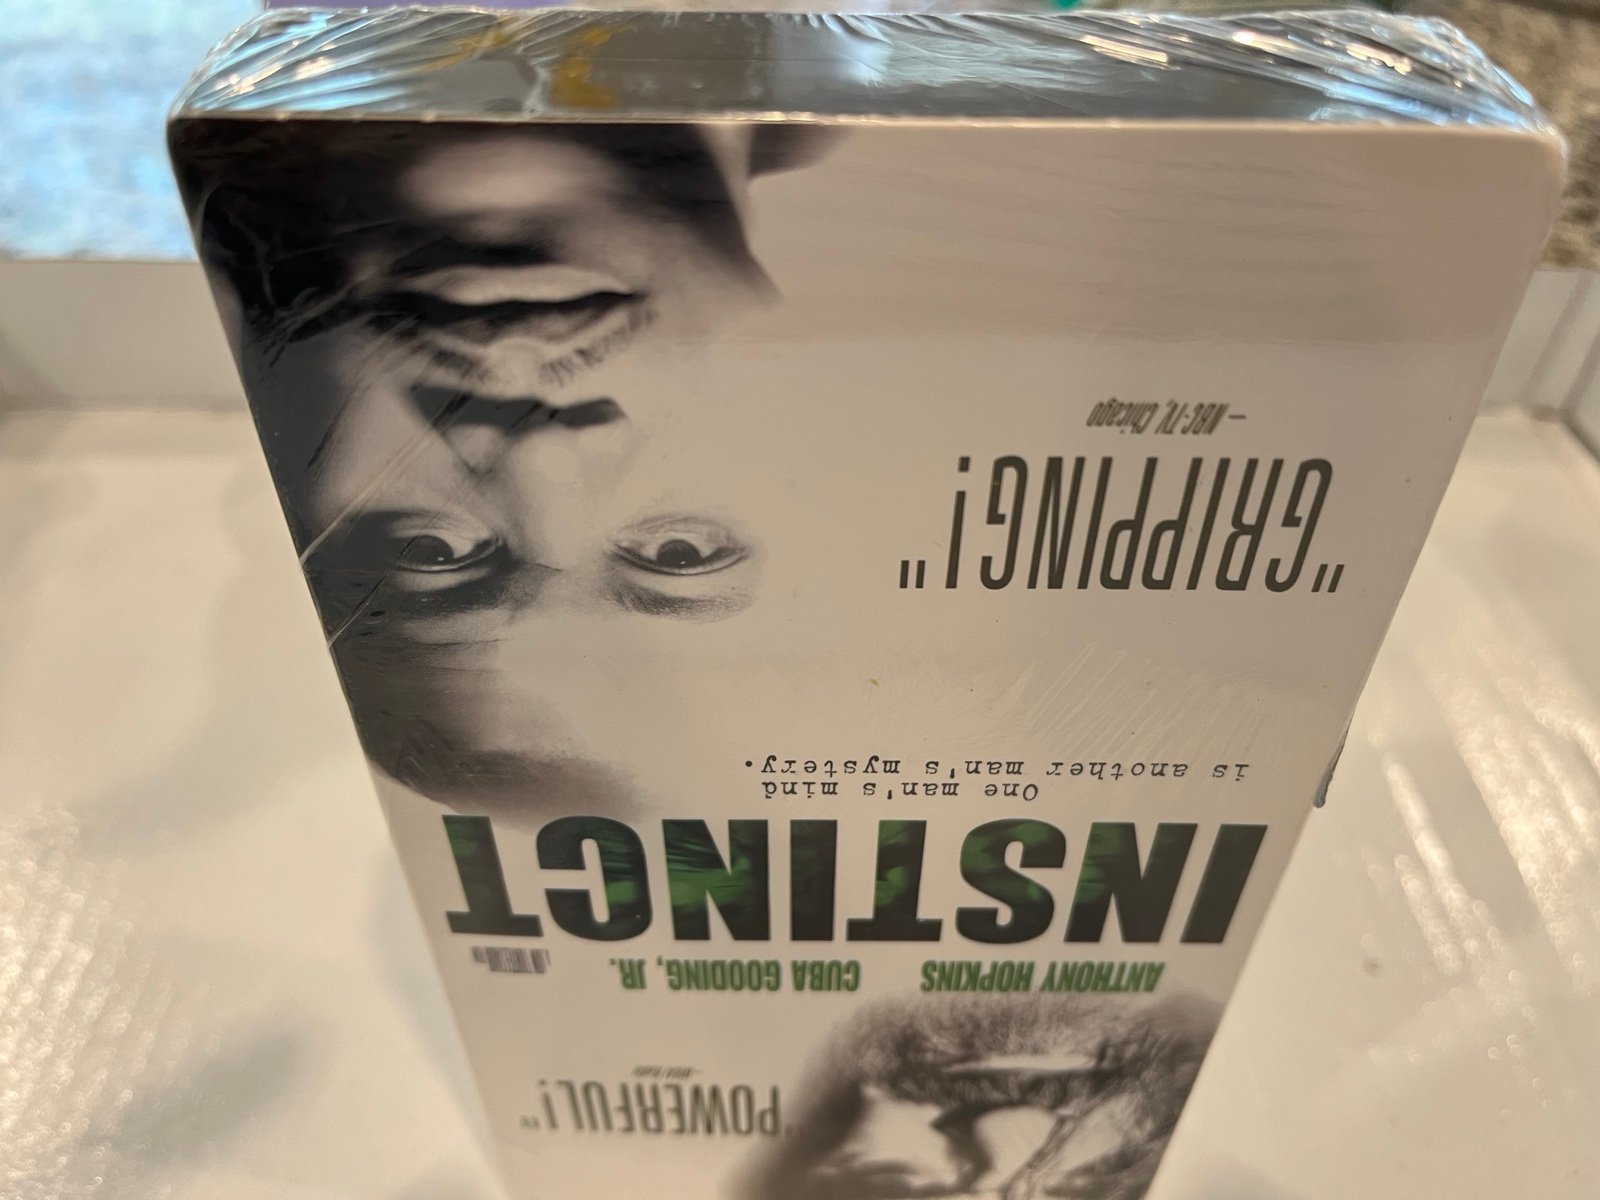 "POWERFUL!"
ANTHONY HOPKINS CUBA GOODING, JR.
INSTINCT
One man's mind
is another man's mystery.
"GRIPPING!"
—NBC-TV, Chicago